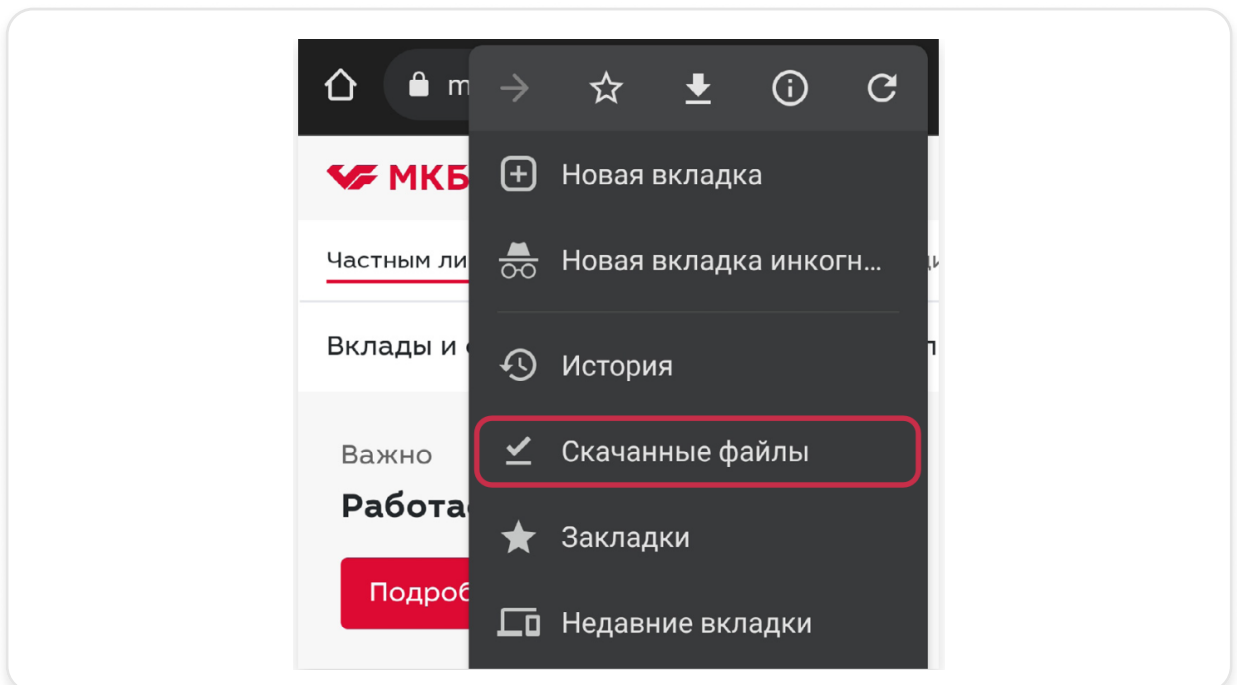 МКБ
Новая вкладка
Частным ли
Новая вкладка инкогн...
Вклады и
История
Важно
Скачанные файлы
Работа
Закладки
Подроб
Недавние вкладки